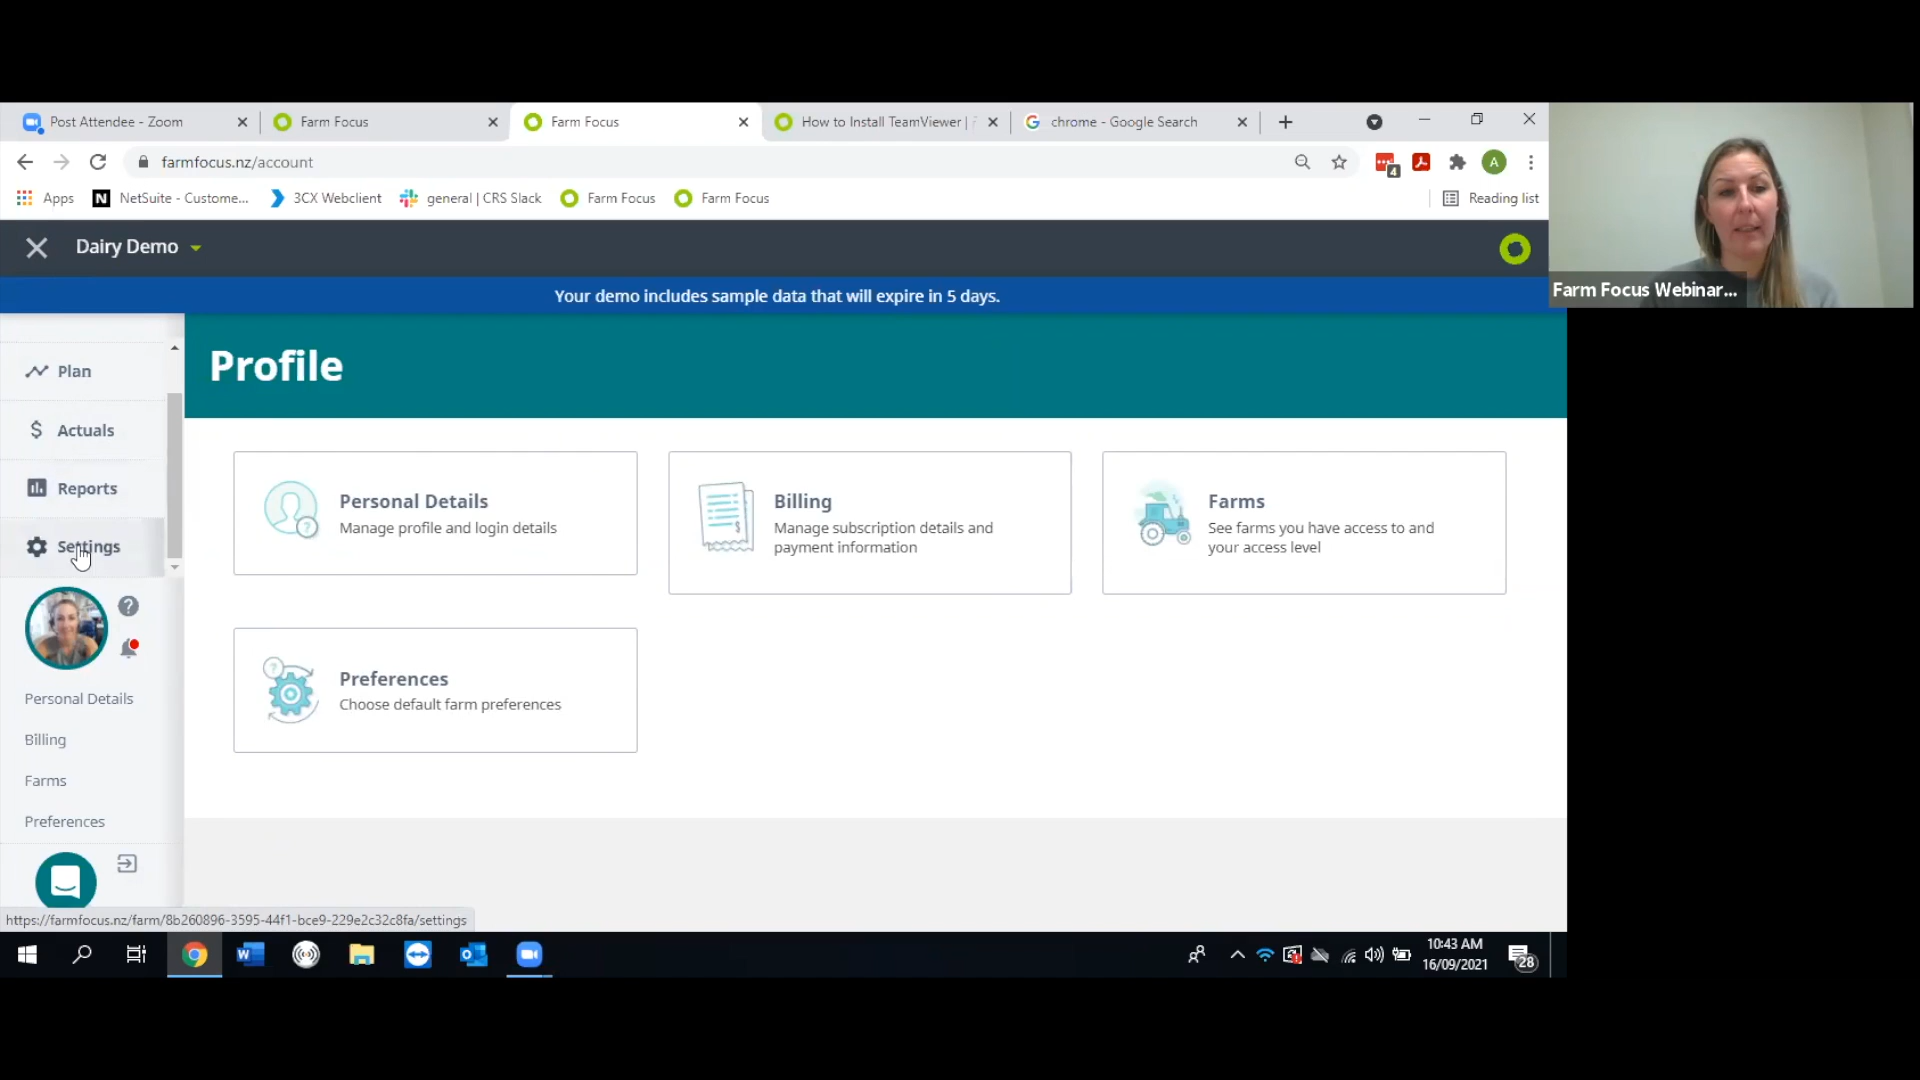 Post Attendee - Zoom
Farm Focus
Farm Focus
How to Install TeamViewer |
chrome - Google Search
farmfocus.nz/account
4
A
Apps
NetSuite - Custome...
3CX Webclient
general | CRS Slack
Farm Focus
Farm Focus
Reading list
Dairy Demo
Farm Focus Webinar...
Your demo includes sample data that will expire in 5 days.
Plan
Actuals
Reports
Settings
Personal Details
Billing
Farms
Preferences
Profile
Personal Details
Manage profile and login details
Billing
Manage subscription details and
payment information
Farms
See farms you have access to and
your access level
Preferences
Choose default farm preferences
https://farmfocus.nz/farm/8b260896-3595-44f1-bce9-229e2c32c8fa/settings
10:43 AM
16/09/2021
28